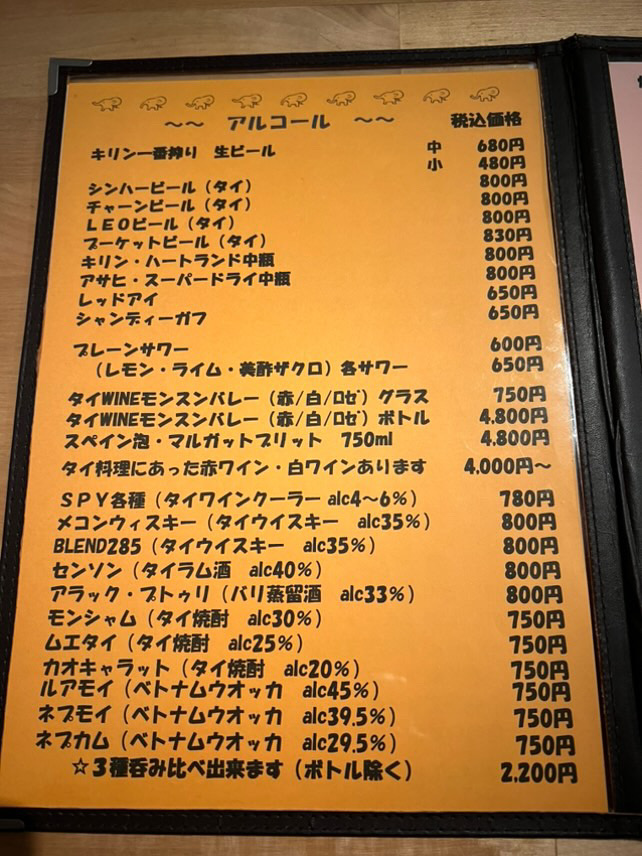 ～～ アルコール ～～ 税込価格
キリン一番搾り 生ビール 中 680円
小 480円
シンハービール（タイ） 800円
チャーンビール（タイ） 800円
ＬＥＯビール（タイ） 800円
プーケットビール（タイ） 830円
キリン・ハートランド中瓶 800円
アサヒ・スーパードライ中瓶 800円
レッドアイ 650円
シャンディーガフ 650円
プレーンサワー 600円
（レモン・ライム・美酢ザクロ）各サワー 650円
タイWINEモンスンバレー（赤/白/ﾛｾﾞ）グラス 750円
タイWINEモンスンバレー（赤/白/ﾛｾﾞ）ボトル 4,800円
スペイン泡・マルガットブリット 750ml 4,800円
タイ料理にあった赤ワイン・白ワインあります 4,000円～
ＳＰＹ各種（タイワインクーラー alc4～6%） 780円
メコンウィスキー（タイウイスキー alc35%） 800円
BLEND285（タイウイスキー alc35%） 800円
センソン（タイラム酒 alc40%） 800円
アラック・ブトゥリ（バリ蒸留酒 alc33%） 800円
モンシャム（タイ焼酎 alc30%） 750円
ムエタイ（タイ焼酎 alc25%） 750円
カオキャラット（タイ焼酎 alc20%） 750円
ルアモイ（ベトナムウオッカ alc45%） 750円
ネプモイ（ベトナムウオッカ alc39.5%） 750円
ネプカム（ベトナムウオッカ alc29.5%） 750円
☆３種呑み比べ出来ます（ボトル除く） 2,200円